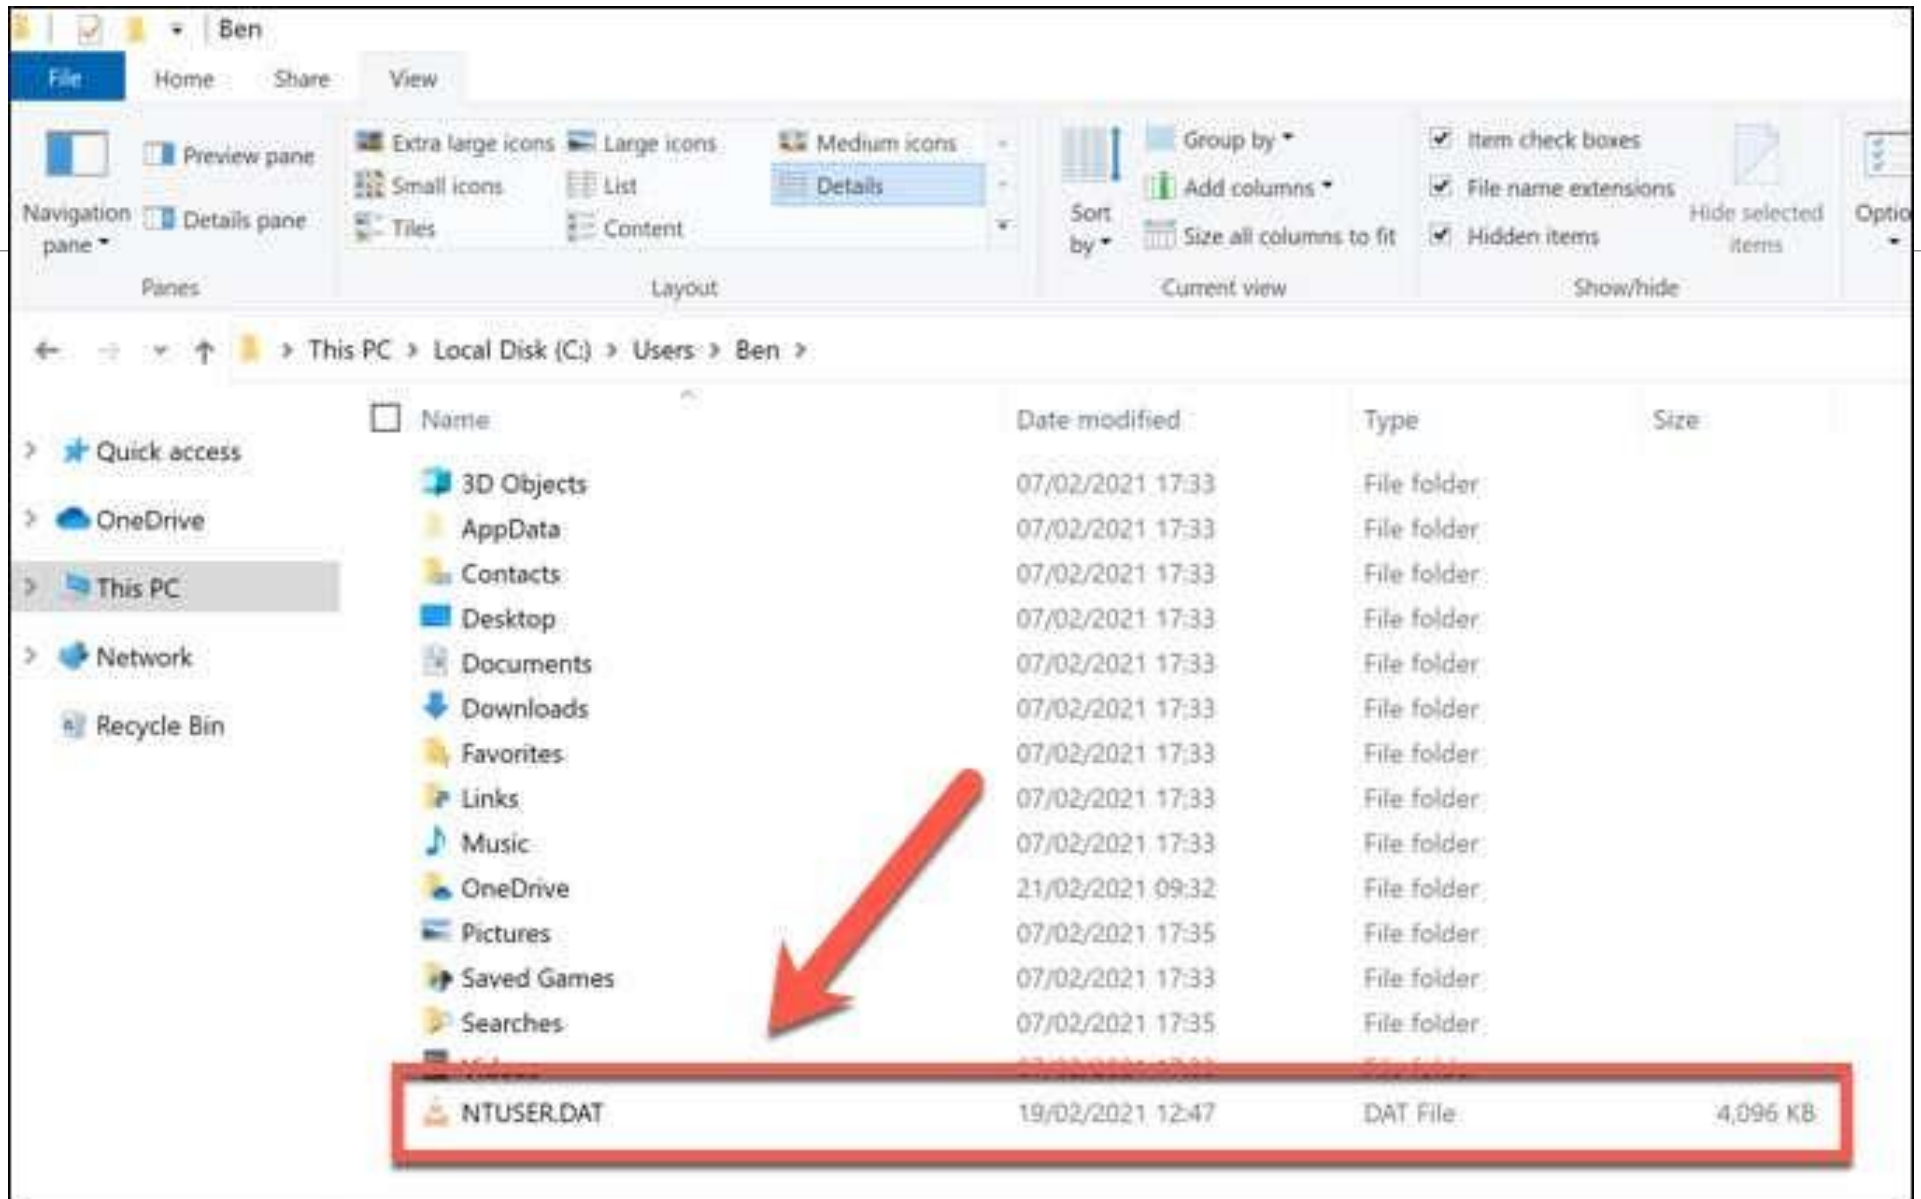 Ben
File Home Share View
Extra large icons Large icons Medium icons
Group by
Item check boxes
Preview pane
Small icons List Details
Add columns
File name extensions
Navigation pane
Details pane
Tiles Content
Sort by
Size all columns to fit
Hidden items
Hide selected items
Panes Layout Current view Show/hide
This PC > Local Disk (C:) > Users > Ben >
Name Date modified Type Size
Quick access
OneDrive
This PC
Network
Recycle Bin
3D Objects 07/02/2021 17:33 File folder
AppData 07/02/2021 17:33 File folder
Contacts 07/02/2021 17:33 File folder
Desktop 07/02/2021 17:33 File folder
Documents 07/02/2021 17:33 File folder
Downloads 07/02/2021 17:33 File folder
Favorites 07/02/2021 17:33 File folder
Links 07/02/2021 17:33 File folder
Music 07/02/2021 17:33 File folder
OneDrive 21/02/2021 09:32 File folder
Pictures 07/02/2021 17:35 File folder
Saved Games 07/02/2021 17:33 File folder
Searches 07/02/2021 17:35 File folder
NTUSER.DAT 19/02/2021 12:47 DAT File 4,096 KB